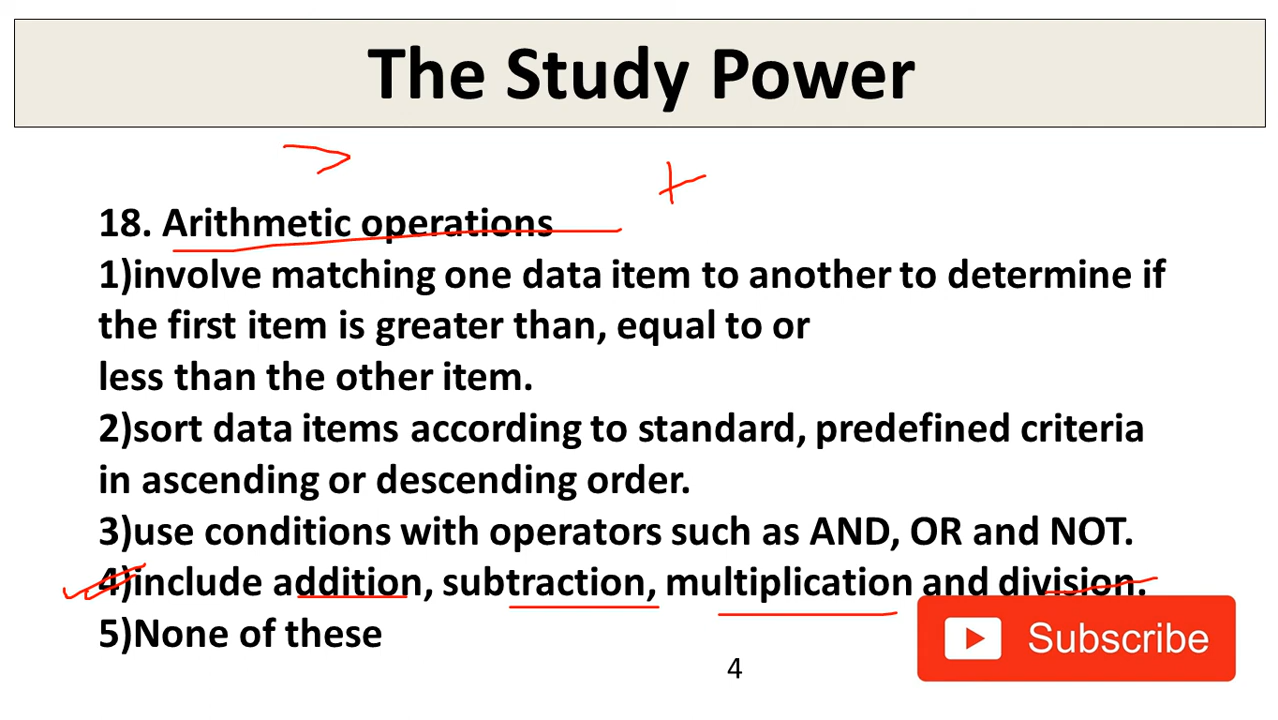 The Study Power
18. Arithmetic operations
1)involve matching one data item to another to determine if
the first item is greater than, equal to or
less than the other item.
2)sort data items according to standard, predefined criteria
in ascending or descending order.
3)use conditions with operators such as AND, OR and NOT.
4)include addition, subtraction, multiplication and division.
5)None of these
Subscribe
4